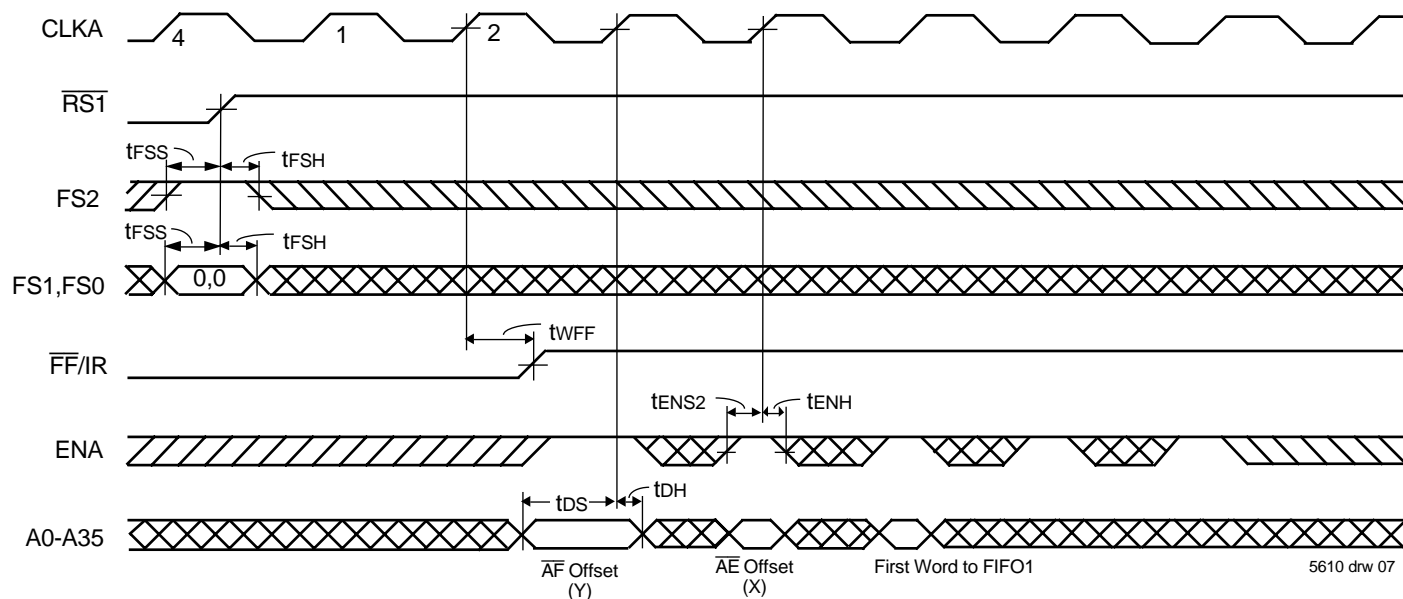 CLKA
4
1
2
RS1
tFSS
tFSH
FS2
tFSS
tFSH
FS1,FS0
0,0
tWFF
FF/IR
tENS2
tENH
ENA
tDS
tDH
A0-A35
AF Offset
(Y)
AE Offset
(X)
First Word to FIFO1
5610 drw 07